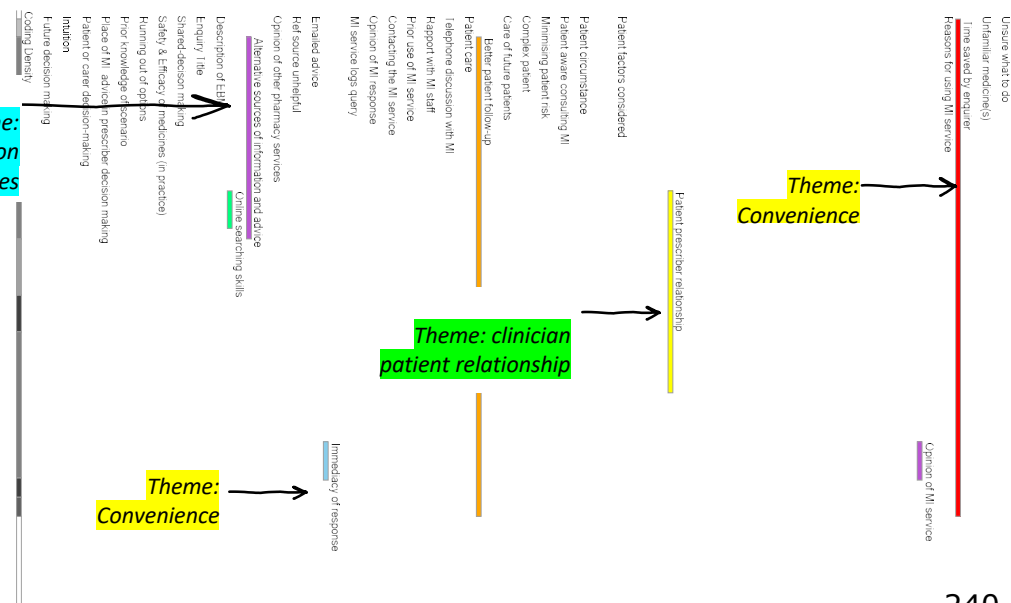 Unsure what to do
Unfamiliar medicine(s)
Time saved by enquirer
Reasons for using MI service
Opinion of MI service
Theme:
Convenience
Patient prescriber relationship
Patient factors considered
Patient circumstance
Patient aware consulting MI
Minimising patient risk
Complex patient
Care of future patients
Better patient follow-up
Patient care
Theme: clinician
patient relationship
Telephone discussion with MI
Rapport with MI staff
Prior use of MI service
Contacting the MI service
Opinion of MI response
MI service logs query
Immediacy of response
Theme:
Convenience
Emailed advice
Ref source unhelpful
Opinion of other pharmacy services
Alternative sources of information and advice
Online searching skills
Description of
Enquiry Title
Shared-decison making
Safety & Efficacy of medicines (in practice)
Running out of options
Prior knowledge of scenario
Place of MI advice in prescriber decision making
Patient or carer decision-making
Intuition
Future decision making
Coding Density